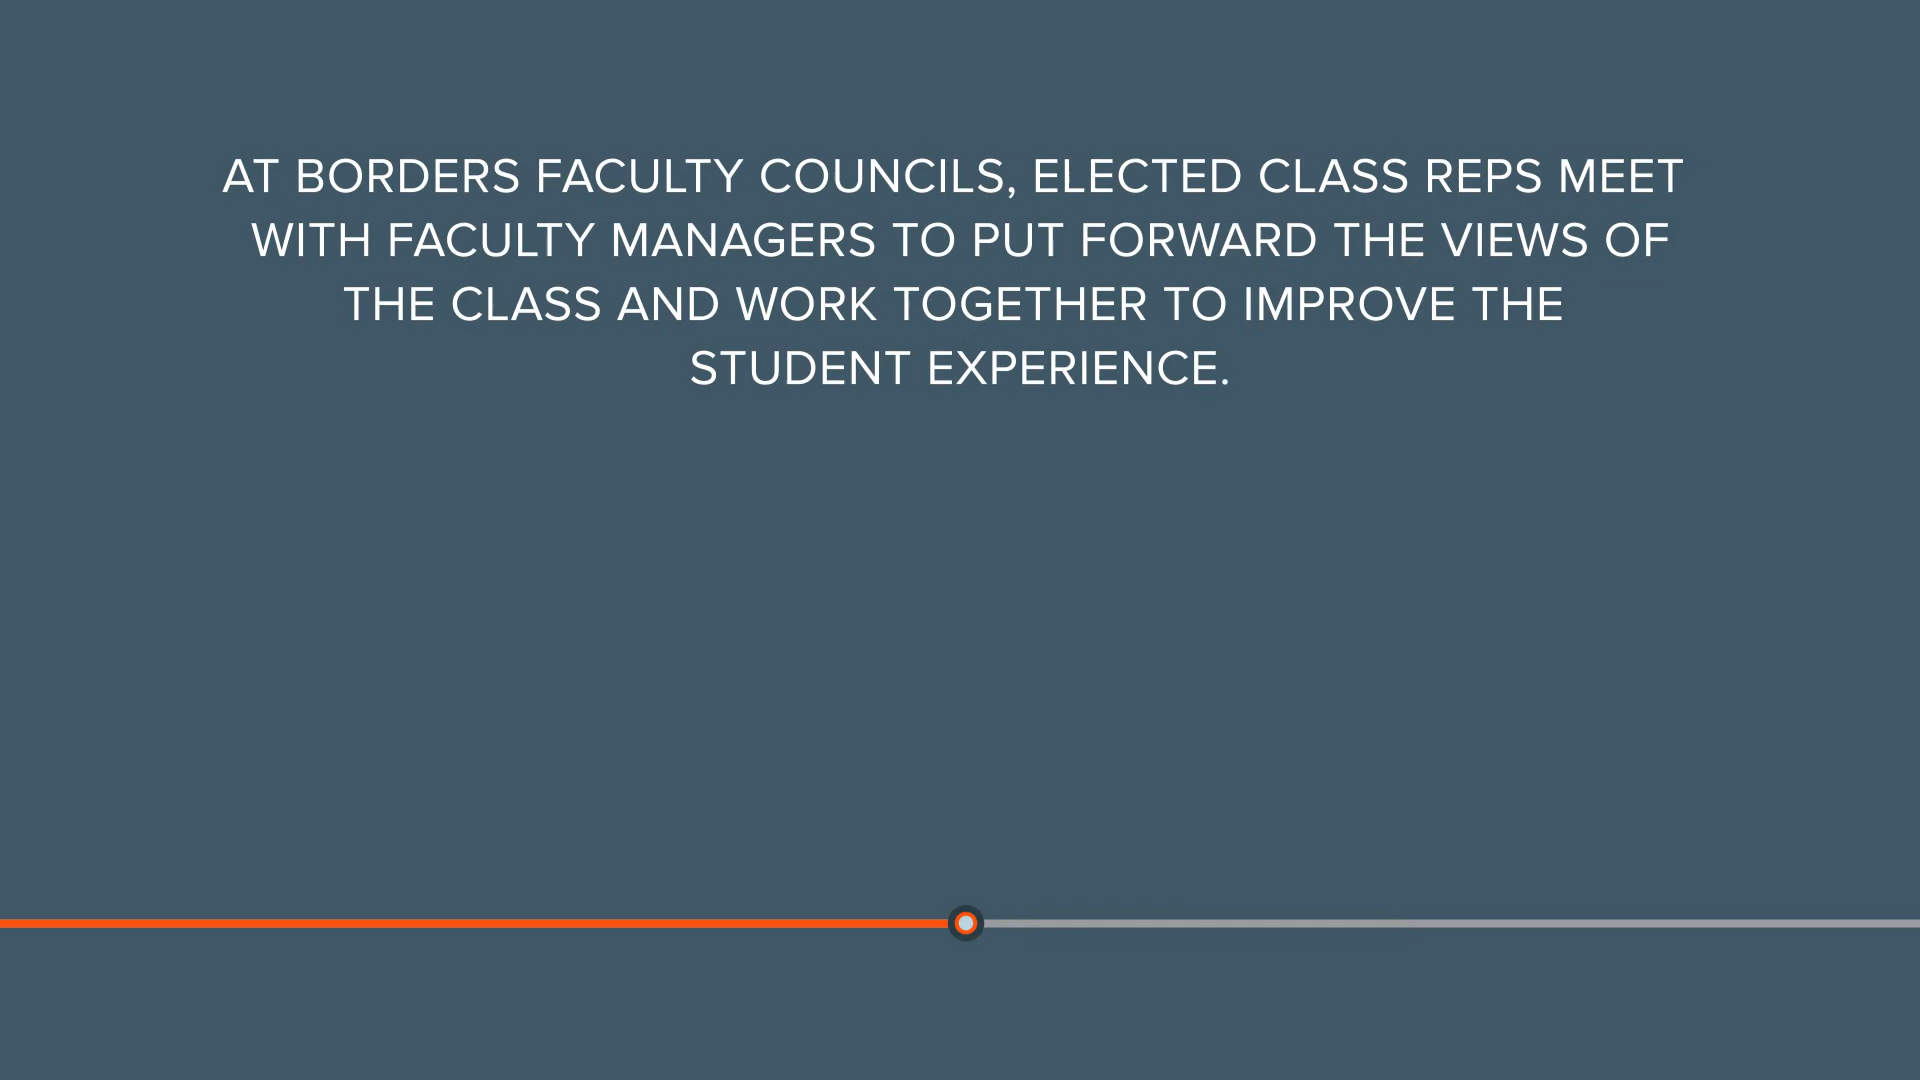 AT BORDERS FACULTY COUNCILS, ELECTED CLASS REPS MEET
WITH FACULTY MANAGERS TO PUT FORWARD THE VIEWS OF
THE CLASS AND WORK TOGETHER TO IMPROVE THE
STUDENT EXPERIENCE.